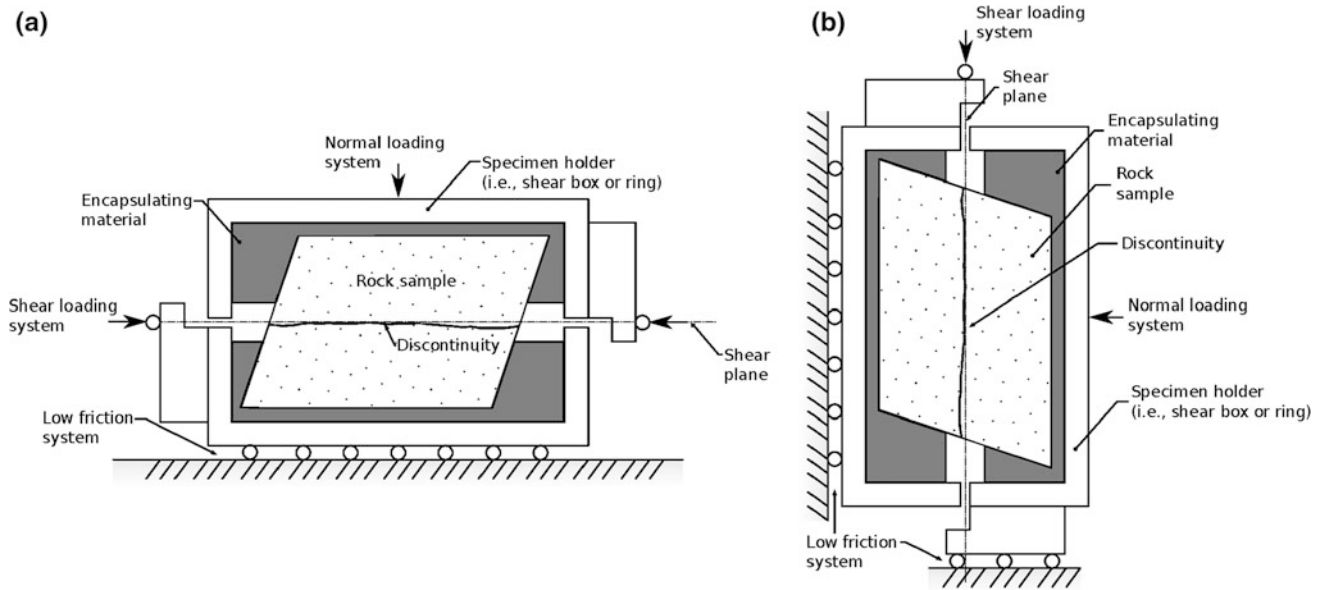 (a)
Normal loading
system
Specimen holder
(i.e., shear box or ring)
Encapsulating
material
Rock sample
Shear loading
system
Discontinuity
Shear
plane
Low friction
system
(b)
Shear loading
system
Shear
plane
Encapsulating
material
Rock
sample
Discontinuity
Normal loading
system
Specimen holder
(i.e., shear box or ring)
Low friction
system